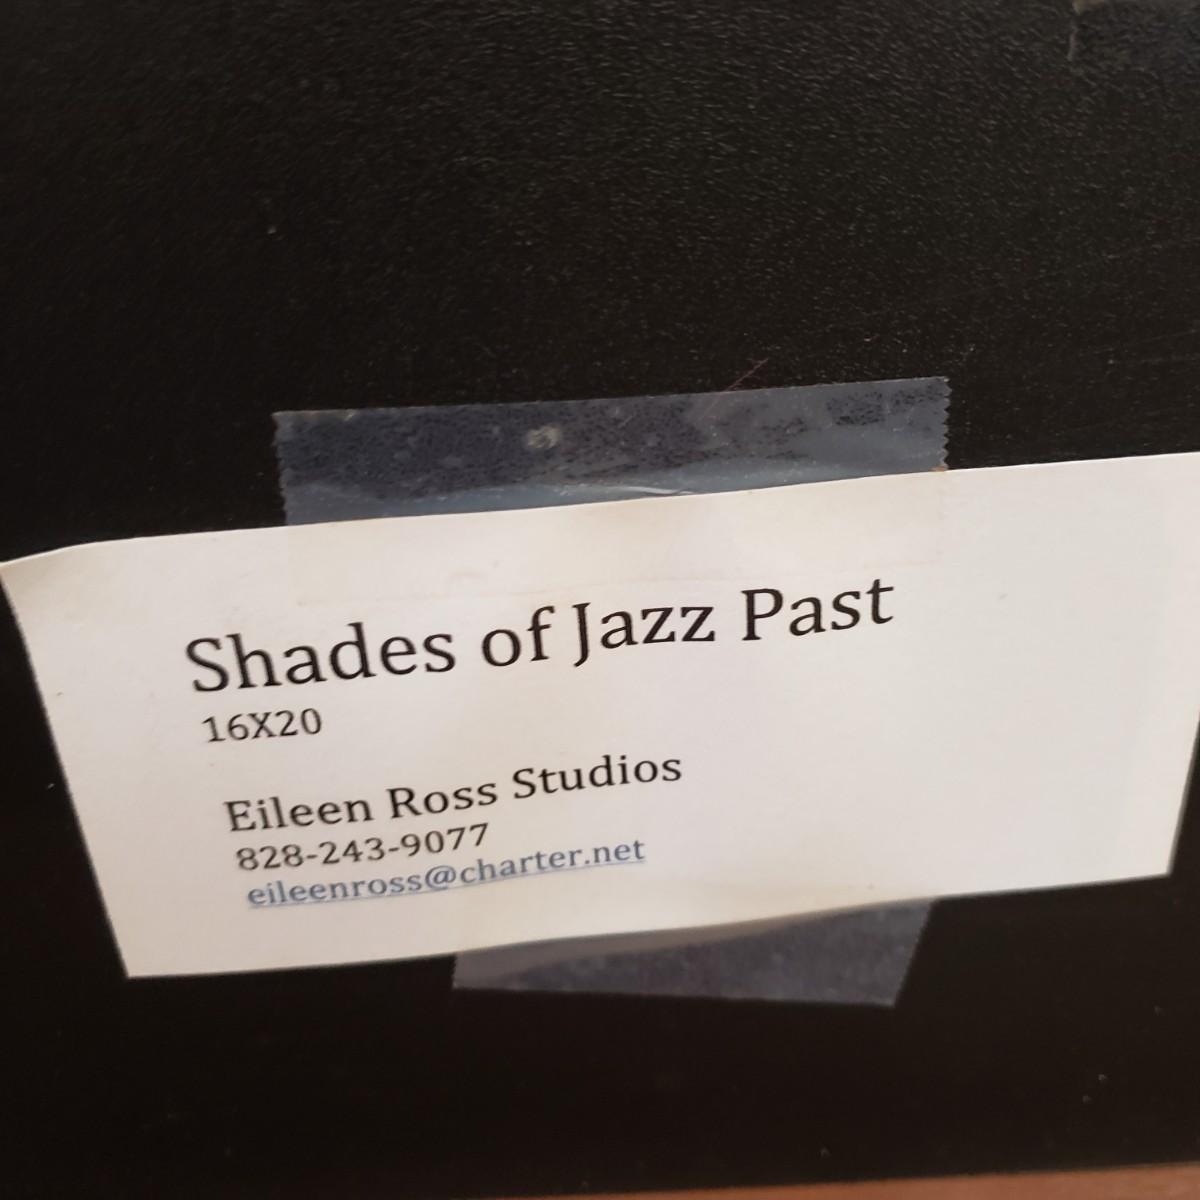 Shades of Jazz Past
16X20
Eileen Ross Studios
828-243-9077
eileenross@charter.net